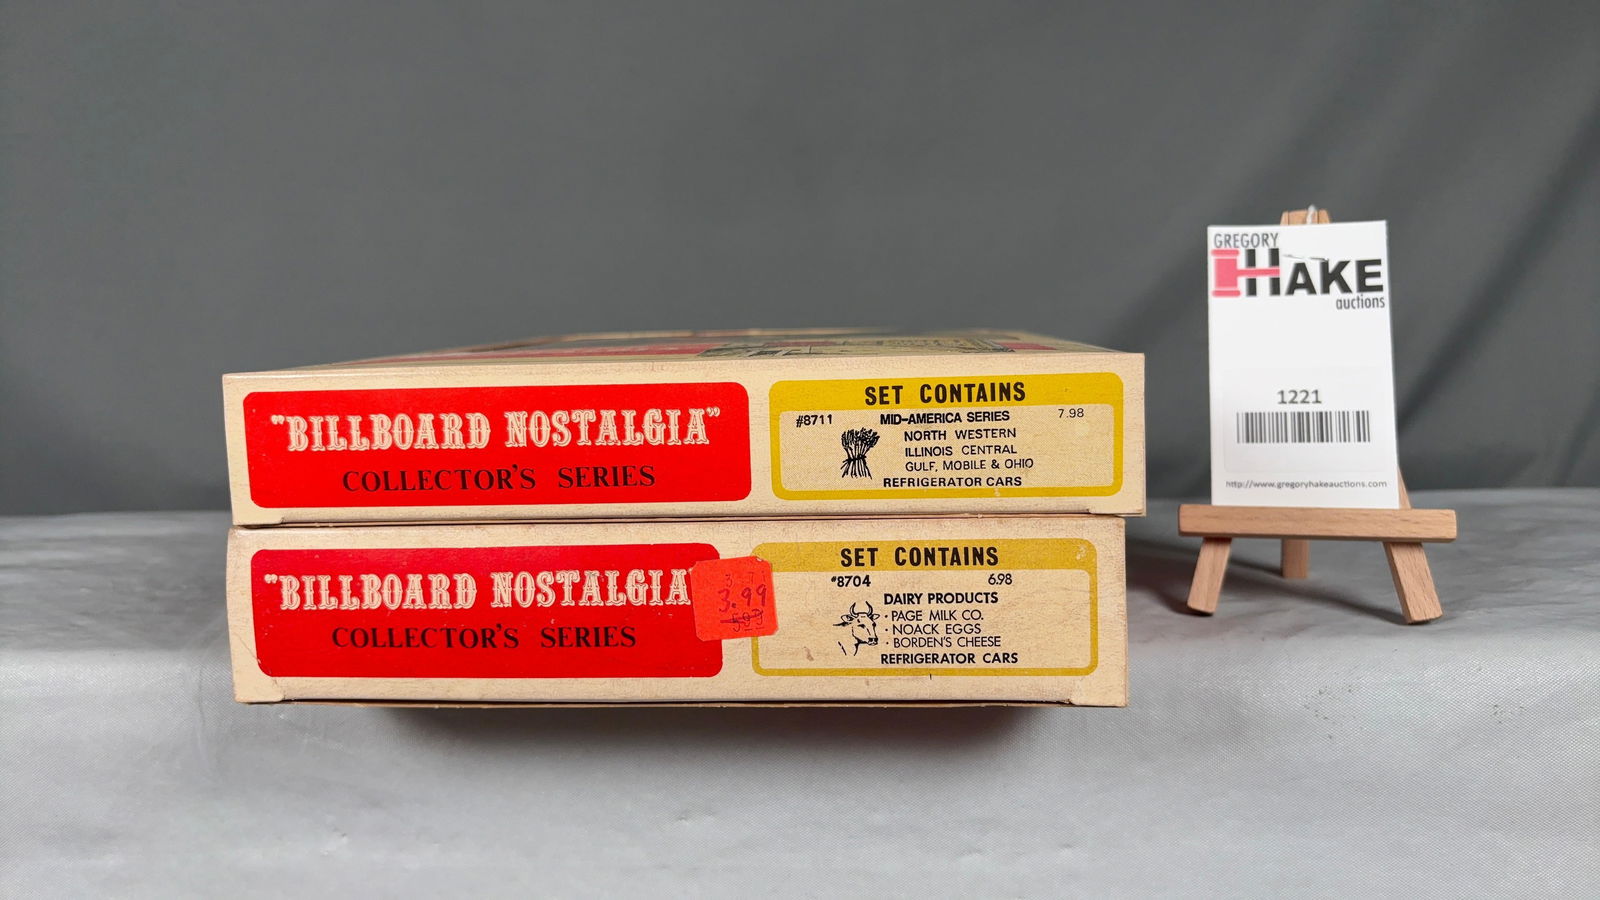 "BILLBOARD NOSTALGIA"
COLLECTOR'S SERIES
SET CONTAINS
#8711
MID-AMERICA SERIES 7.98
NORTH WESTERN
ILLINOIS CENTRAL
GULF, MOBILE & OHIO
REFRIGERATOR CARS
"BILLBOARD NOSTALGIA
COLLECTOR'S SERIES
3.99
SET CONTAINS
#8704 6.98
DAIRY PRODUCTS
· PAGE MILK CO.
· NOACK EGGS
· BORDEN'S CHEESE
REFRIGERATOR CARS
GREGORY
HAKE
auctions
1221
http://www.gregoryhakeauctions.com